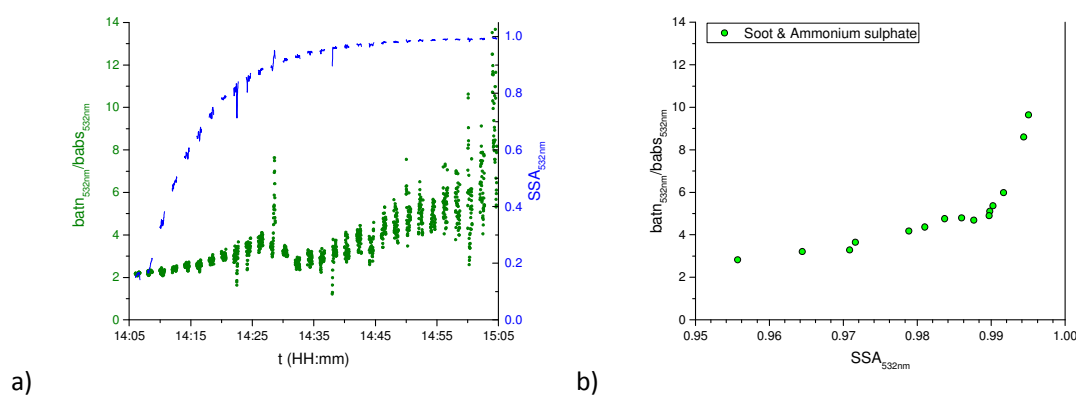 14
12
10
8
6
4
2
0
batn532nm/babs532nm
1.0
0.8
0.6
0.4
0.2
0.0
SSA532nm
14:05 14:15 14:25 14:35 14:45 14:55 15:05
t (HH:mm)
a)
Soot & Ammonium sulphate
14
12
10
8
6
4
2
0
batn532nm/babs532nm
0.95 0.96 0.97 0.98 0.99 1.00
SSA532nm
b)